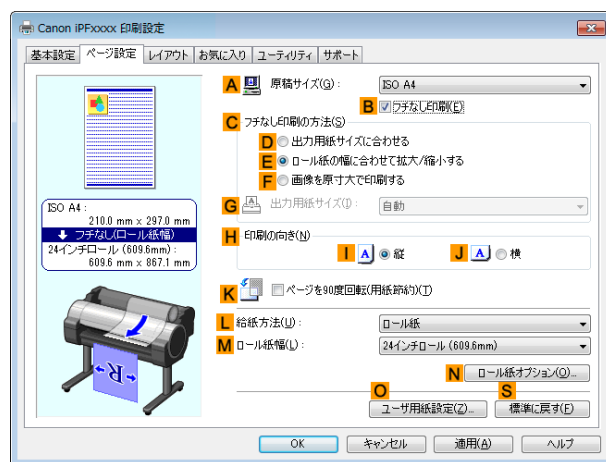 Canon iPFxxxx 印刷設定
基本設定 ページ設定 レイアウト お気に入り ユーティリティ サポート
A 原稿サイズ(G): ISO A4
B フチなし印刷(E)
C フチなし印刷の方法(S)
D 出力用紙サイズに合わせる
E ロール紙の幅に合わせて拡大/縮小する
F 画像を原寸大で印刷する
G 出力用紙サイズ(I): 自動
ISO A4 :
210.0 mm x 297.0 mm
フチなし(ロール紙幅)
24インチロール (609.6mm) :
609.6 mm x 867.1 mm
H 印刷の向き(N)
I A 縦 J A 横
K ページを90度回転(用紙節約)(T)
L 給紙方法(U): ロール紙
M ロール紙幅(L): 24インチロール (609.6mm)
R
N ロール紙オプション(O)...
O S
ユーザ用紙設定(Z)... 標準に戻す(F)
OK キャンセル 適用(A) ヘルプ